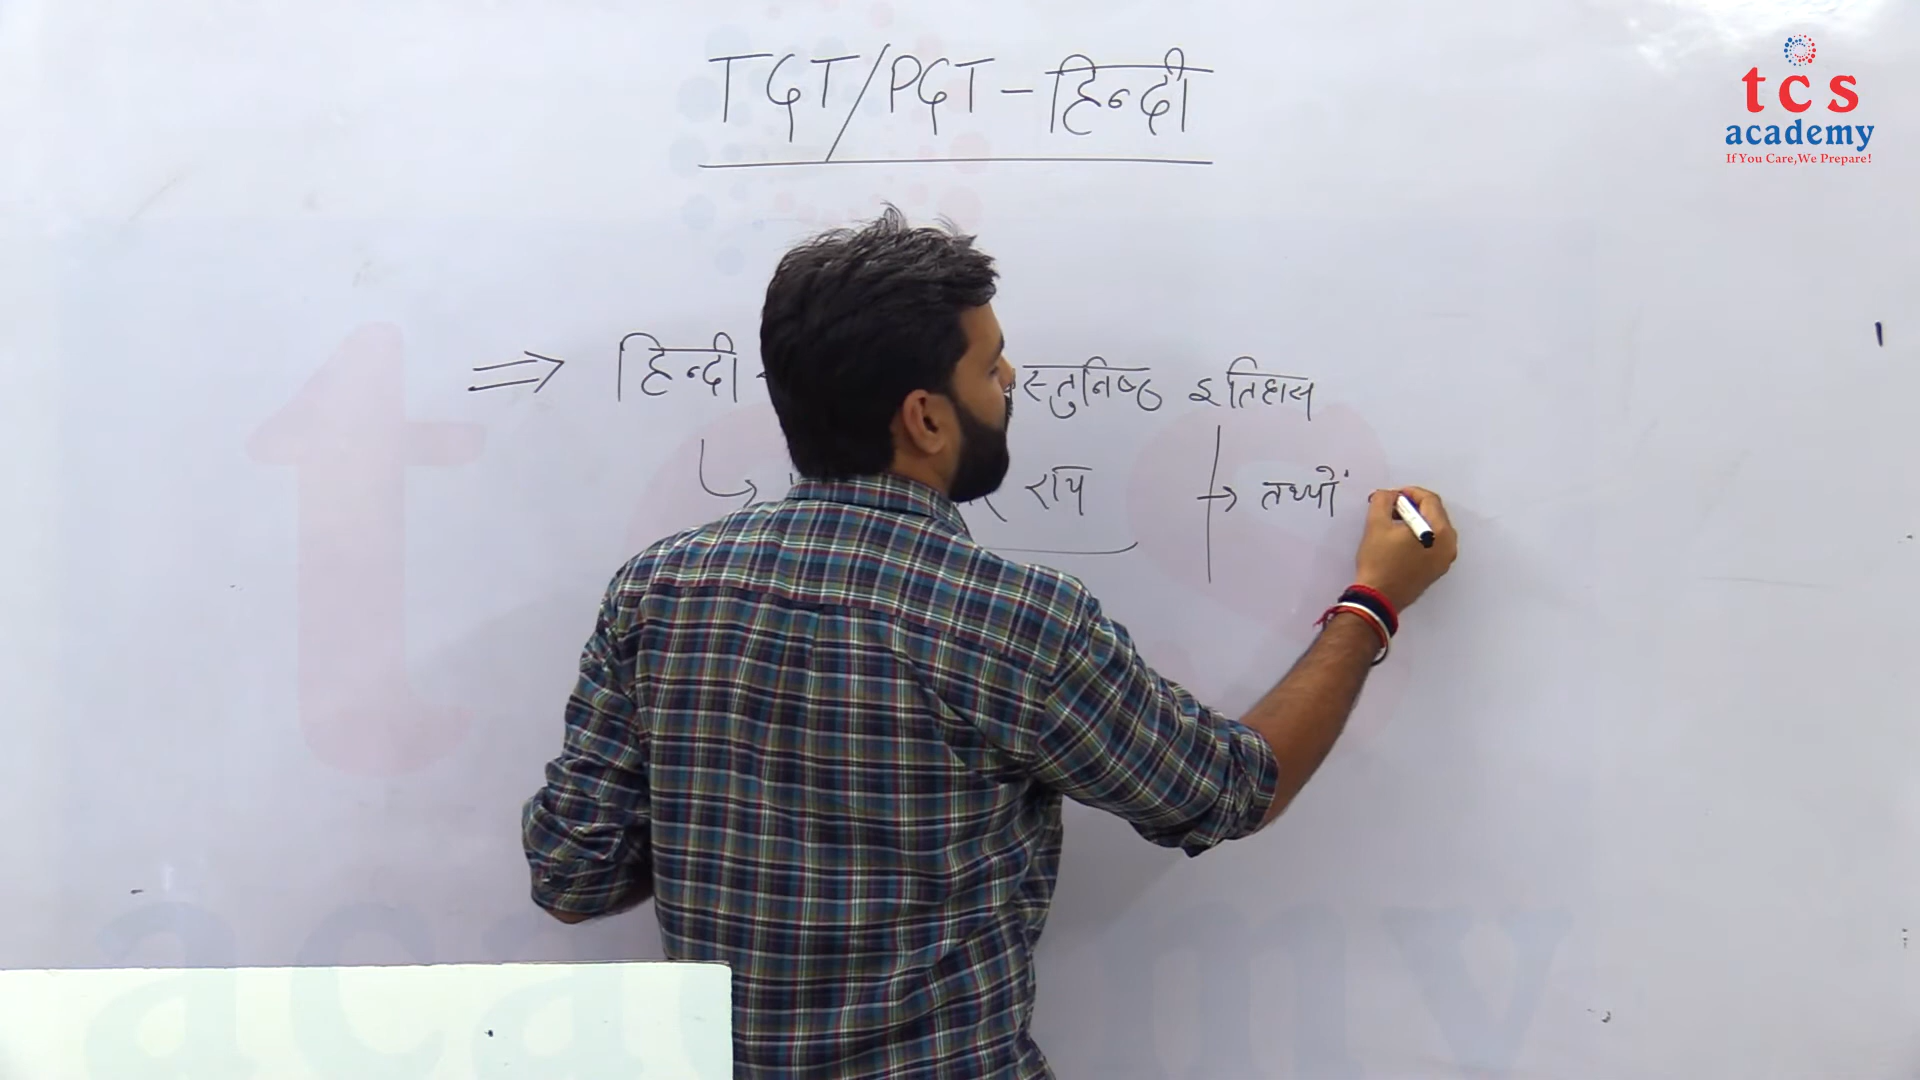 TGT/PGT - हिन्दी
tcs
academy
If You Care,We Prepare!
⇒ हिन्दी स्तुनिष्ठ इतिहास
↳ राय → तथ्यों